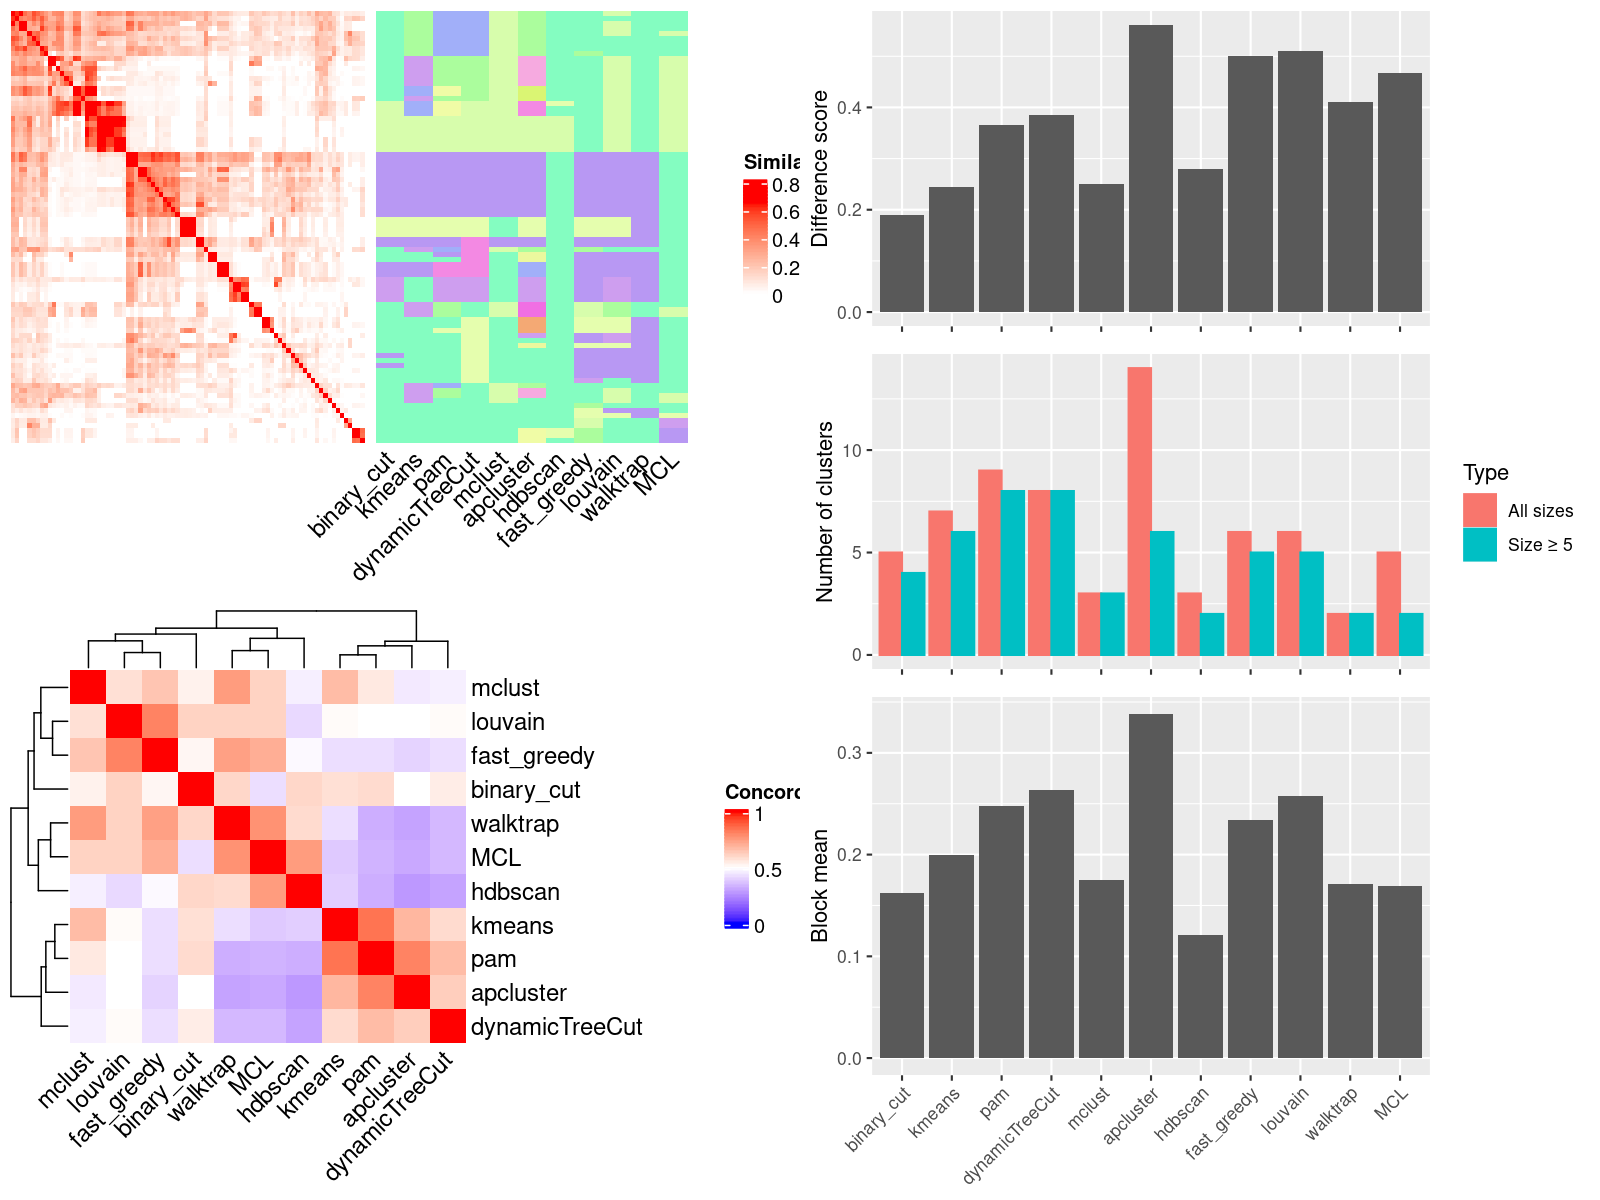 Simila
0.8
0.6
0.4
0.2
0
binary_cut
kmeans
pam
dynamicTreeCut
mclust
apcluster
hdbscan
fast_greedy
louvain
walktrap
MCL
mclust
louvain
fast_greedy
binary_cut
walktrap
MCL
hdbscan
kmeans
pam
apcluster
dynamicTreeCut
mclust
louvain
fast_greedy
binary_cut
walktrap
MCL
hdbscan
kmeans
pam
apcluster
dynamicTreeCut
Concord
1
0.5
0
Difference score
0.4
0.2
0.0
Number of clusters
10
5
0
Type
All sizes
Size ≥ 5
Block mean
0.3
0.2
0.1
0.0
binary_cut
kmeans
pam
dynamicTreeCut
mclust
apcluster
hdbscan
fast_greedy
louvain
walktrap
MCL